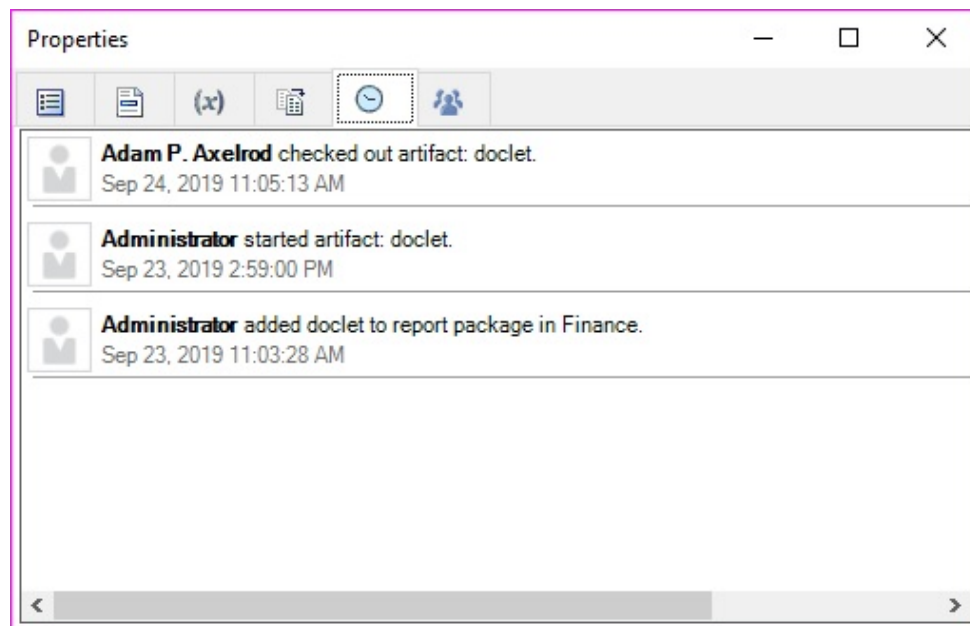 Properties
(x)
Adam P. Axelrod checked out artifact: doclet.
Sep 24, 2019 11:05:13 AM
Administrator started artifact: doclet.
Sep 23, 2019 2:59:00 PM
Administrator added doclet to report package in Finance.
Sep 23, 2019 11:03:28 AM